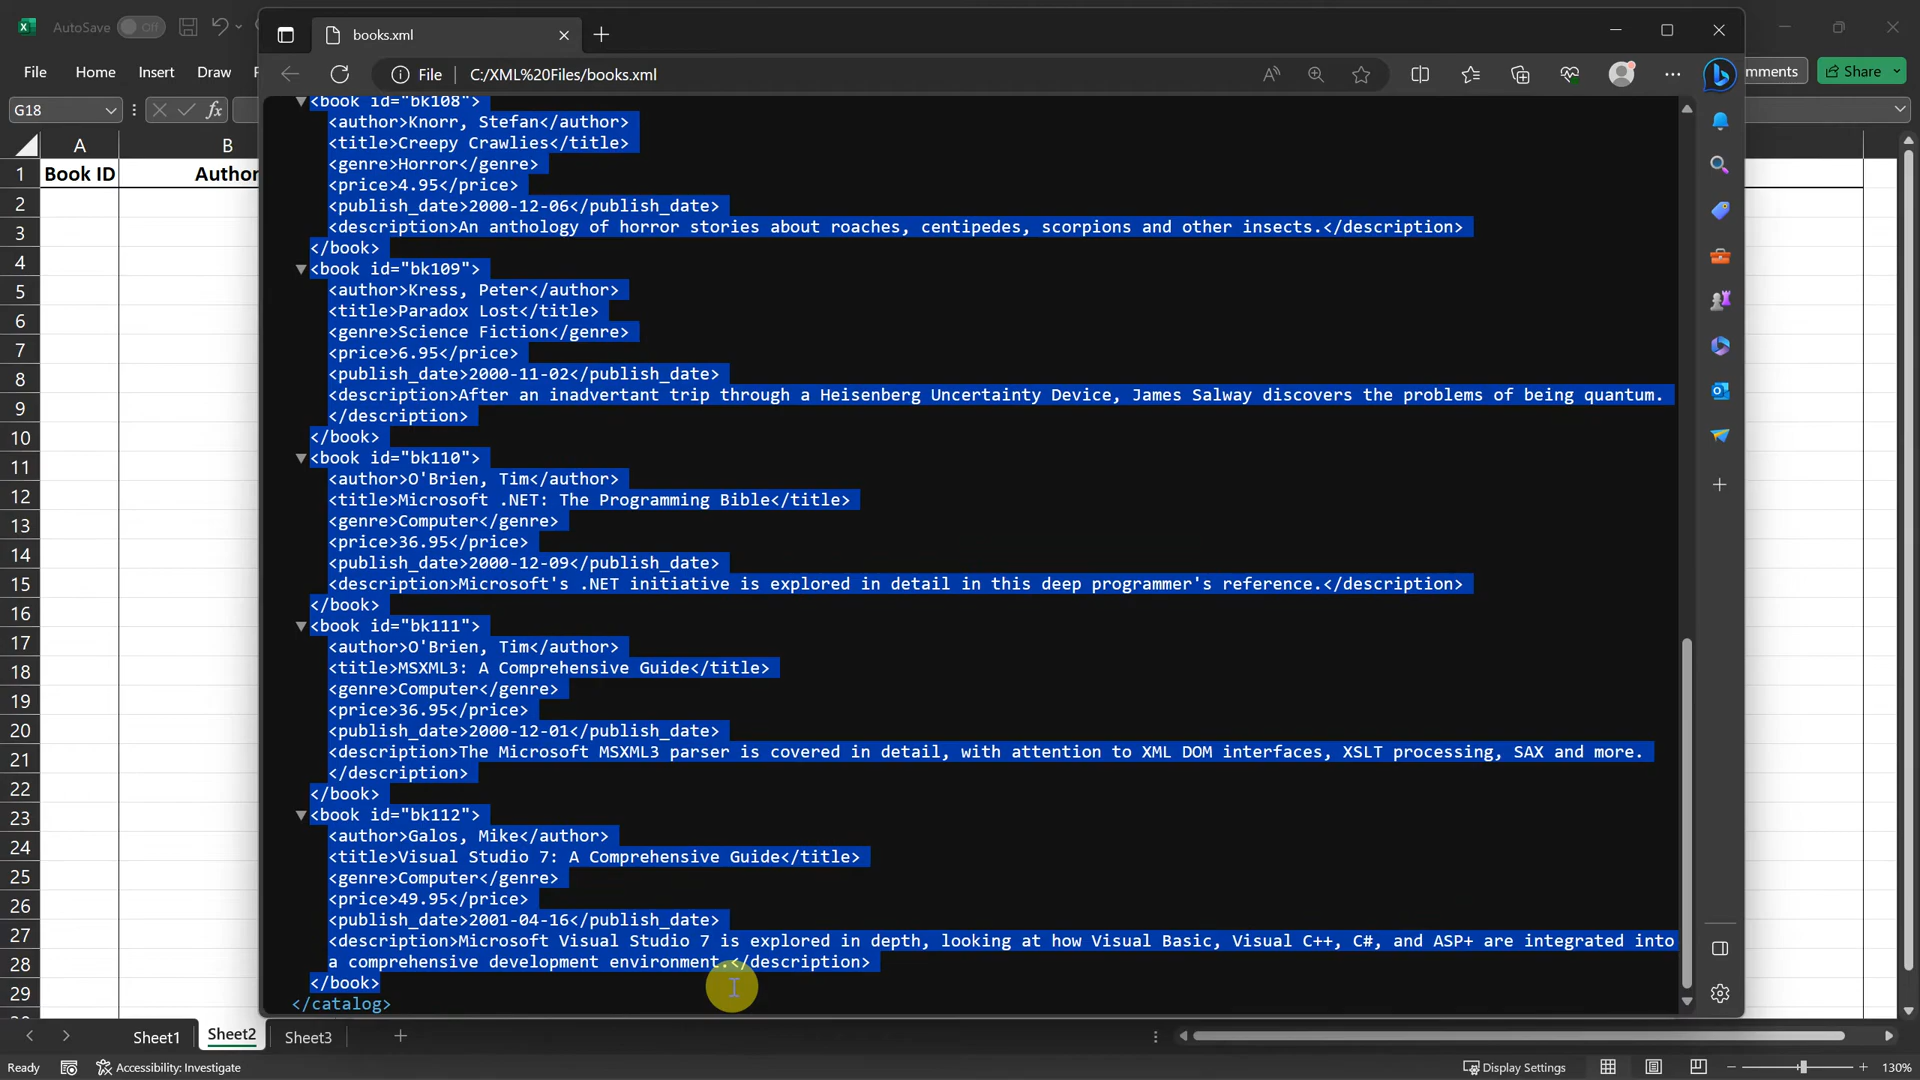 AutoSave Off
books.xml
File C:/XML%20Files/books.xml
File Home Insert Draw
mments Share
G18
fx
A B
1 Book ID Author
2
3
4
5
6
7
8
9
10
11
12
13
14
15
16
17
18
19
20
21
22
23
24
25
26
27
28
29
<book id="bk108">
<author>Knorr, Stefan</author>
<title>Creepy Crawlies</title>
<genre>Horror</genre>
<price>4.95</price>
<publish_date>2000-12-06</publish_date>
<description>An anthology of horror stories about roaches, centipedes, scorpions and other insects.</description>
</book>
<book id="bk109">
<author>Kress, Peter</author>
<title>Paradox Lost</title>
<genre>Science Fiction</genre>
<price>6.95</price>
<publish_date>2000-11-02</publish_date>
<description>After an inadvertant trip through a Heisenberg Uncertainty Device, James Salway discovers the problems of being quantum.
</description>
</book>
<book id="bk110">
<author>O'Brien, Tim</author>
<title>Microsoft .NET: The Programming Bible</title>
<genre>Computer</genre>
<price>36.95</price>
<publish_date>2000-12-09</publish_date>
<description>Microsoft's .NET initiative is explored in detail in this deep programmer's reference.</description>
</book>
<book id="bk111">
<author>O'Brien, Tim</author>
<title>MSXML3: A Comprehensive Guide</title>
<genre>Computer</genre>
<price>36.95</price>
<publish_date>2000-12-01</publish_date>
<description>The Microsoft MSXML3 parser is covered in detail, with attention to XML DOM interfaces, XSLT processing, SAX and more.
</description>
</book>
<book id="bk112">
<author>Galos, Mike</author>
<title>Visual Studio 7: A Comprehensive Guide</title>
<genre>Computer</genre>
<price>49.95</price>
<publish_date>2001-04-16</publish_date>
<description>Microsoft Visual Studio 7 is explored in depth, looking at how Visual Basic, Visual C++, C#, and ASP+ are integrated into
a comprehensive development environment.</description>
</book>
</catalog>
Sheet1 Sheet2 Sheet3
Ready Accessibility: Investigate Display Settings 130%